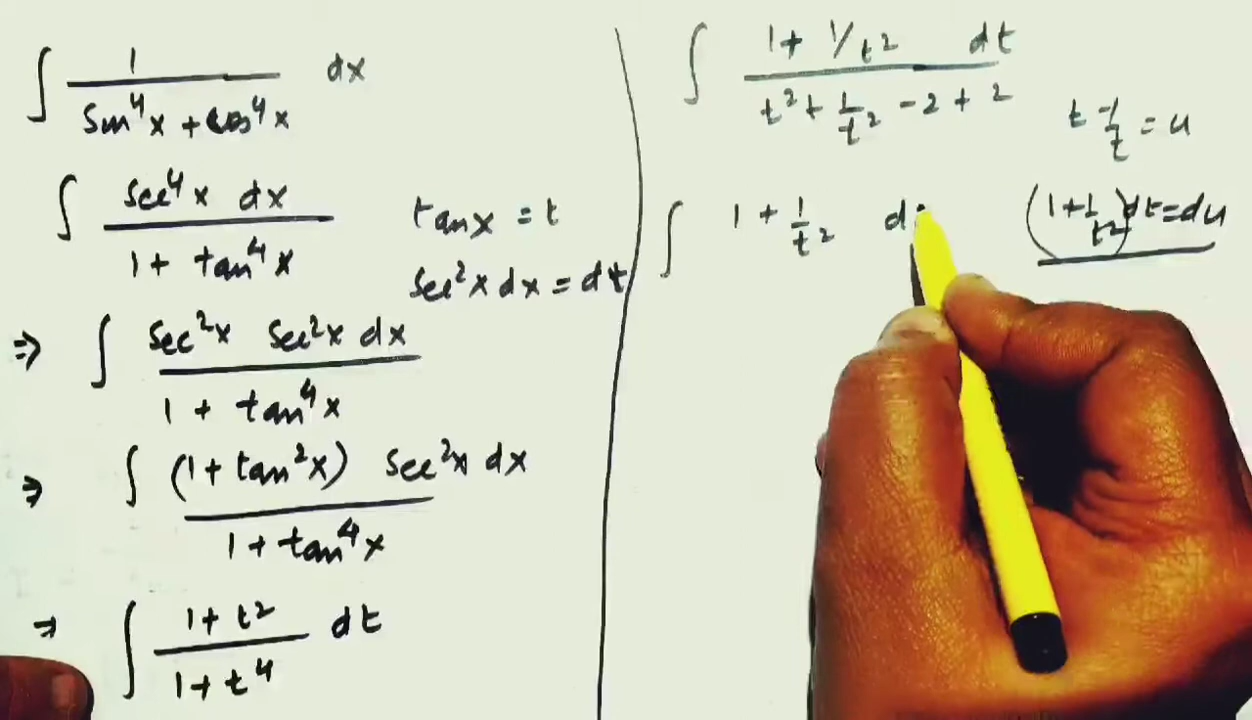 ∫ 1/(sin⁴x + cos⁴x) dx
∫ sec⁴x dx/(1 + tan⁴x)
tanx = t
sec²x dx = dt
⇒ ∫ sec²x sec²x dx/(1 + tan⁴x)
⇒ ∫ (1 + tan²x) sec²x dx/(1 + tan⁴x)
⇒ ∫ (1 + t²)/(1 + t⁴) dt
∫ (1 + 1/t²) dt/(t² + 1/t² - 2 + 2)
t - 1/t = u
(1 + 1/t²)dt = du
∫ 1 + 1/t² d